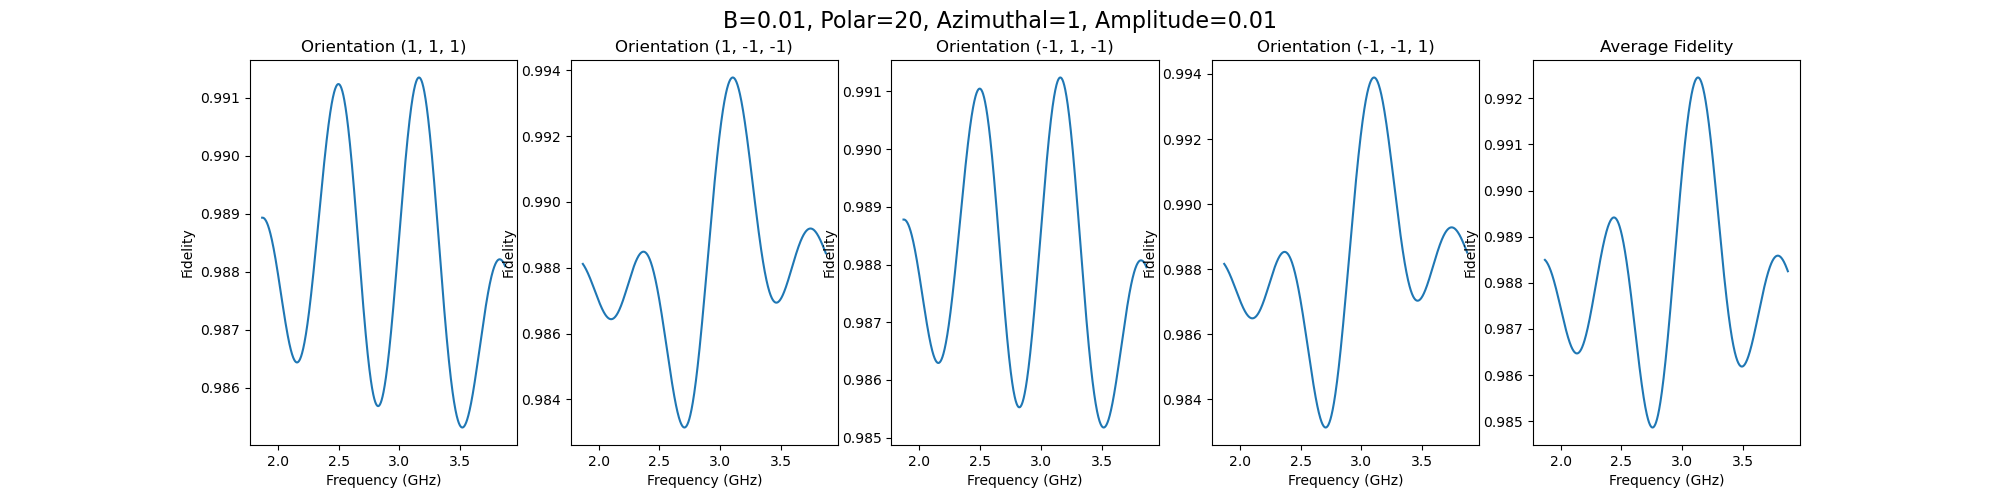 B=0.01, Polar=20, Azimuthal=1, Amplitude=0.01
Orientation (1, 1, 1)
0.991
0.990
0.989
0.988
0.987
0.986
Fidelity
2.0 2.5 3.0 3.5
Frequency (GHz)
Orientation (1, -1, -1)
0.994
0.992
0.990
0.988
0.986
0.984
Fidelity
2.0 2.5 3.0 3.5
Frequency (GHz)
Orientation (-1, 1, -1)
0.991
0.990
0.989
0.988
0.987
0.986
0.985
Fidelity
2.0 2.5 3.0 3.5
Frequency (GHz)
Orientation (-1, -1, 1)
0.994
0.992
0.990
0.988
0.986
0.984
Fidelity
2.0 2.5 3.0 3.5
Frequency (GHz)
Average Fidelity
0.992
0.991
0.990
0.989
0.988
0.987
0.986
0.985
Fidelity
2.0 2.5 3.0 3.5
Frequency (GHz)